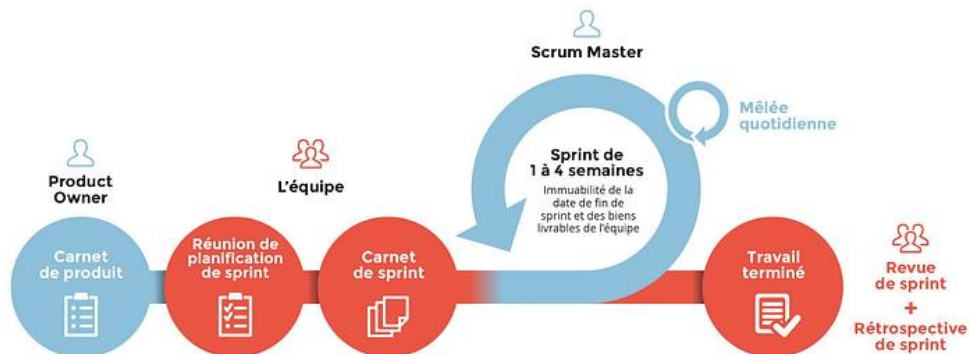 Scrum Master
Mêlée
quotidienne
Product
Owner
L'équipe
Sprint de
1 à 4 semaines
Immuabilité de la
date de fin de
sprint et des biens
livrables de l'équipe
Carnet
de produit
Réunion de
planification
de sprint
Carnet
de sprint
Travail
terminé
Revue
de sprint
+
Rétrospective
de sprint